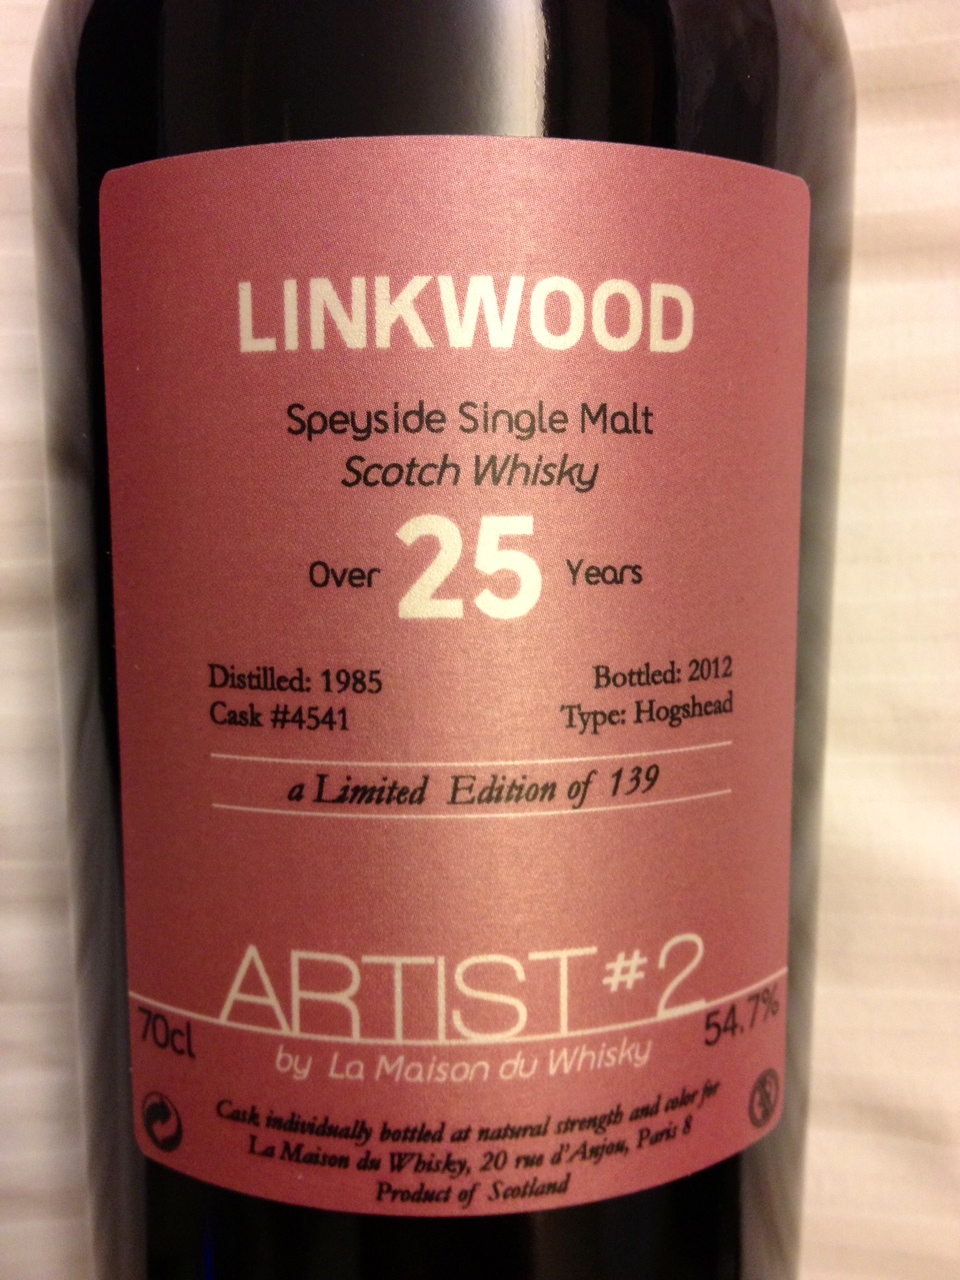 LINKWOOD
Speyside Single Malt
Scotch Whisky
Over 25 Years
Distilled: 1985 Bottled: 2012
Cask #4541 Type: Hogshead
a Limited Edition of 139
ARTIST #2
70cl 54.7%
by La Maison du Whisky
Cask individually bottled at natural strength and color for
La Maison du Whisky, 20 rue d'Anjou, Paris 8
Product of Scotland